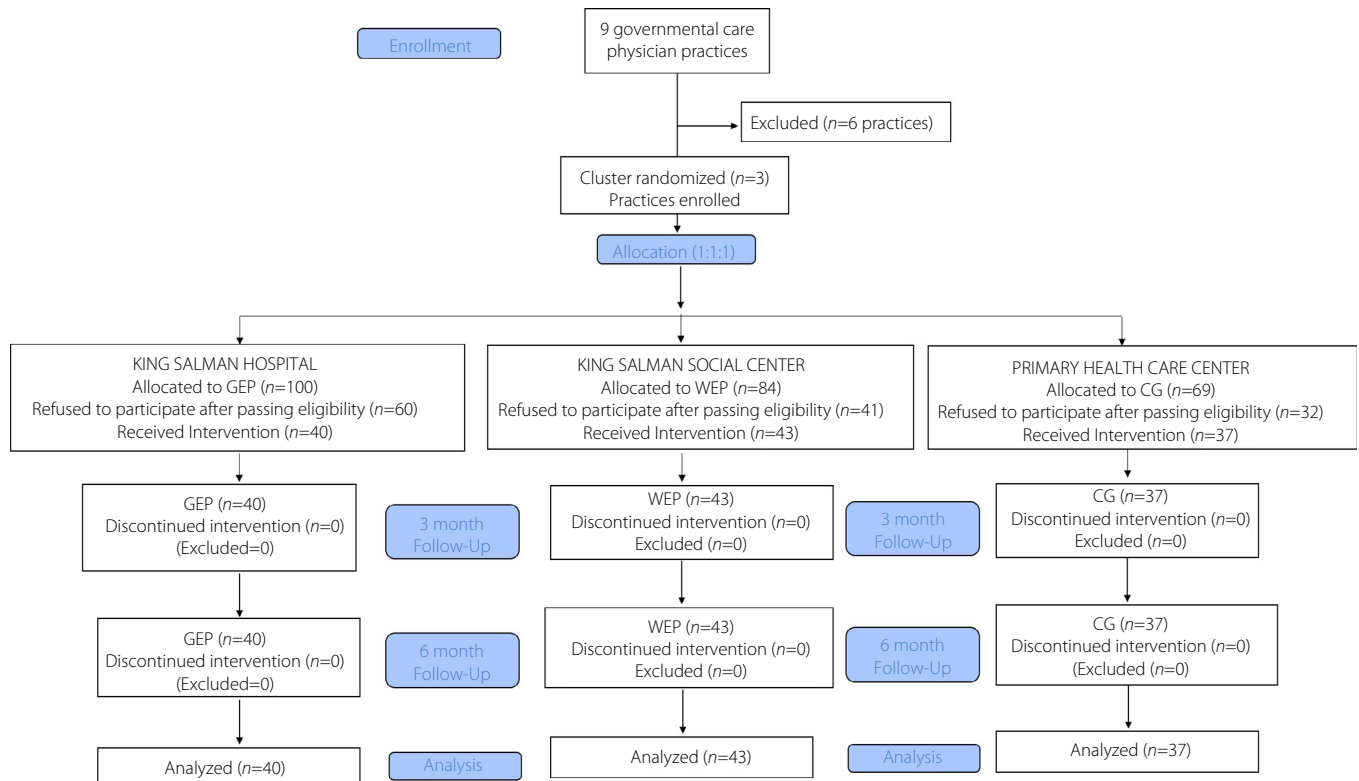 Enrollment
9 governmental care
physician practices
Excluded (n=6 practices)
Cluster randomized (n=3)
Practices enrolled
Allocation (1:1:1)
KING SALMAN HOSPITAL
Allocated to GEP (n=100)
Refused to participate after passing eligibility (n=60)
Received Intervention (n=40)
KING SALMAN SOCIAL CENTER
Allocated to WEP (n=84)
Refused to participate after passing eligibility (n=41)
Received Intervention (n=43)
PRIMARY HEALTH CARE CENTER
Allocated to CG (n=69)
Refused to participate after passing eligibility (n=32)
Received Intervention (n=37)
GEP (n=40)
Discontinued intervention (n=0)
(Excluded=0)
3 month
Follow-Up
WEP (n=43)
Discontinued intervention (n=0)
Excluded (n=0)
3 month
Follow-Up
CG (n=37)
Discontinued intervention (n=0)
Excluded (n=0)
GEP (n=40)
Discontinued intervention (n=0)
(Excluded=0)
6 month
Follow-Up
WEP (n=43)
Discontinued intervention (n=0)
Excluded (n=0)
6 month
Follow-Up
CG (n=37)
Discontinued intervention (n=0)
(Excluded (n=0)
Analyzed (n=40)
Analysis
Analyzed (n=43)
Analysis
Analyzed (n=37)